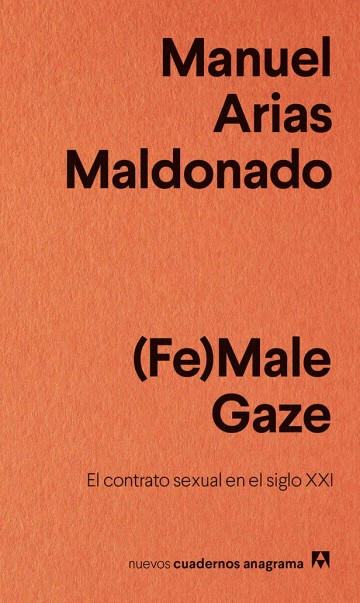 Manuel
Arias
Maldonado
(Fe)Male
Gaze
El contrato sexual en el siglo XXI
nuevos cuadernos anagrama